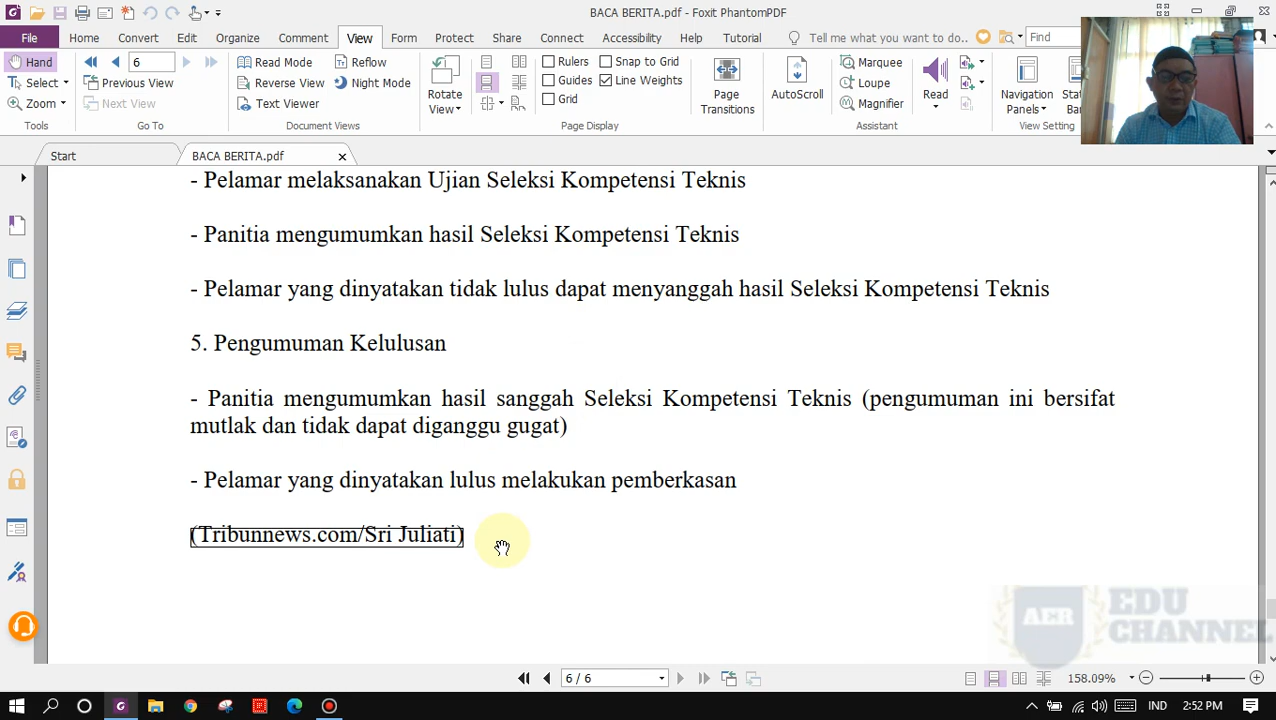 BACA BERITA.pdf - Foxit PhantomPDF
File Home Convert Edit Organize Comment View Form Protect Share Connect Accessibility Help Tutorial Tell me what you want to do.. Find
Hand 6 Read Mode Reflow Rulers Snap to Grid Marquee
Select Previous View Reverse View Night Mode Guides Line Weights Loupe
Zoom Next View Text Viewer Grid Magnifier
Rotate View Page Transitions AutoScroll Read Navigation Panels
Tools Go To Document Views Page Display Assistant View Setting
Start BACA BERITA.pdf
- Pelamar melaksanakan Ujian Seleksi Kompetensi Teknis
- Panitia mengumumkan hasil Seleksi Kompetensi Teknis
- Pelamar yang dinyatakan tidak lulus dapat menyanggah hasil Seleksi Kompetensi Teknis
5. Pengumuman Kelulusan
- Panitia mengumumkan hasil sanggah Seleksi Kompetensi Teknis (pengumuman ini bersifat
mutlak dan tidak dapat diganggu gugat)
- Pelamar yang dinyatakan lulus melakukan pemberkasan
(Tribunnews.com/Sri Juliati)
AER EDU
CHANNEL
6 / 6 158.09%
IND 2:52 PM